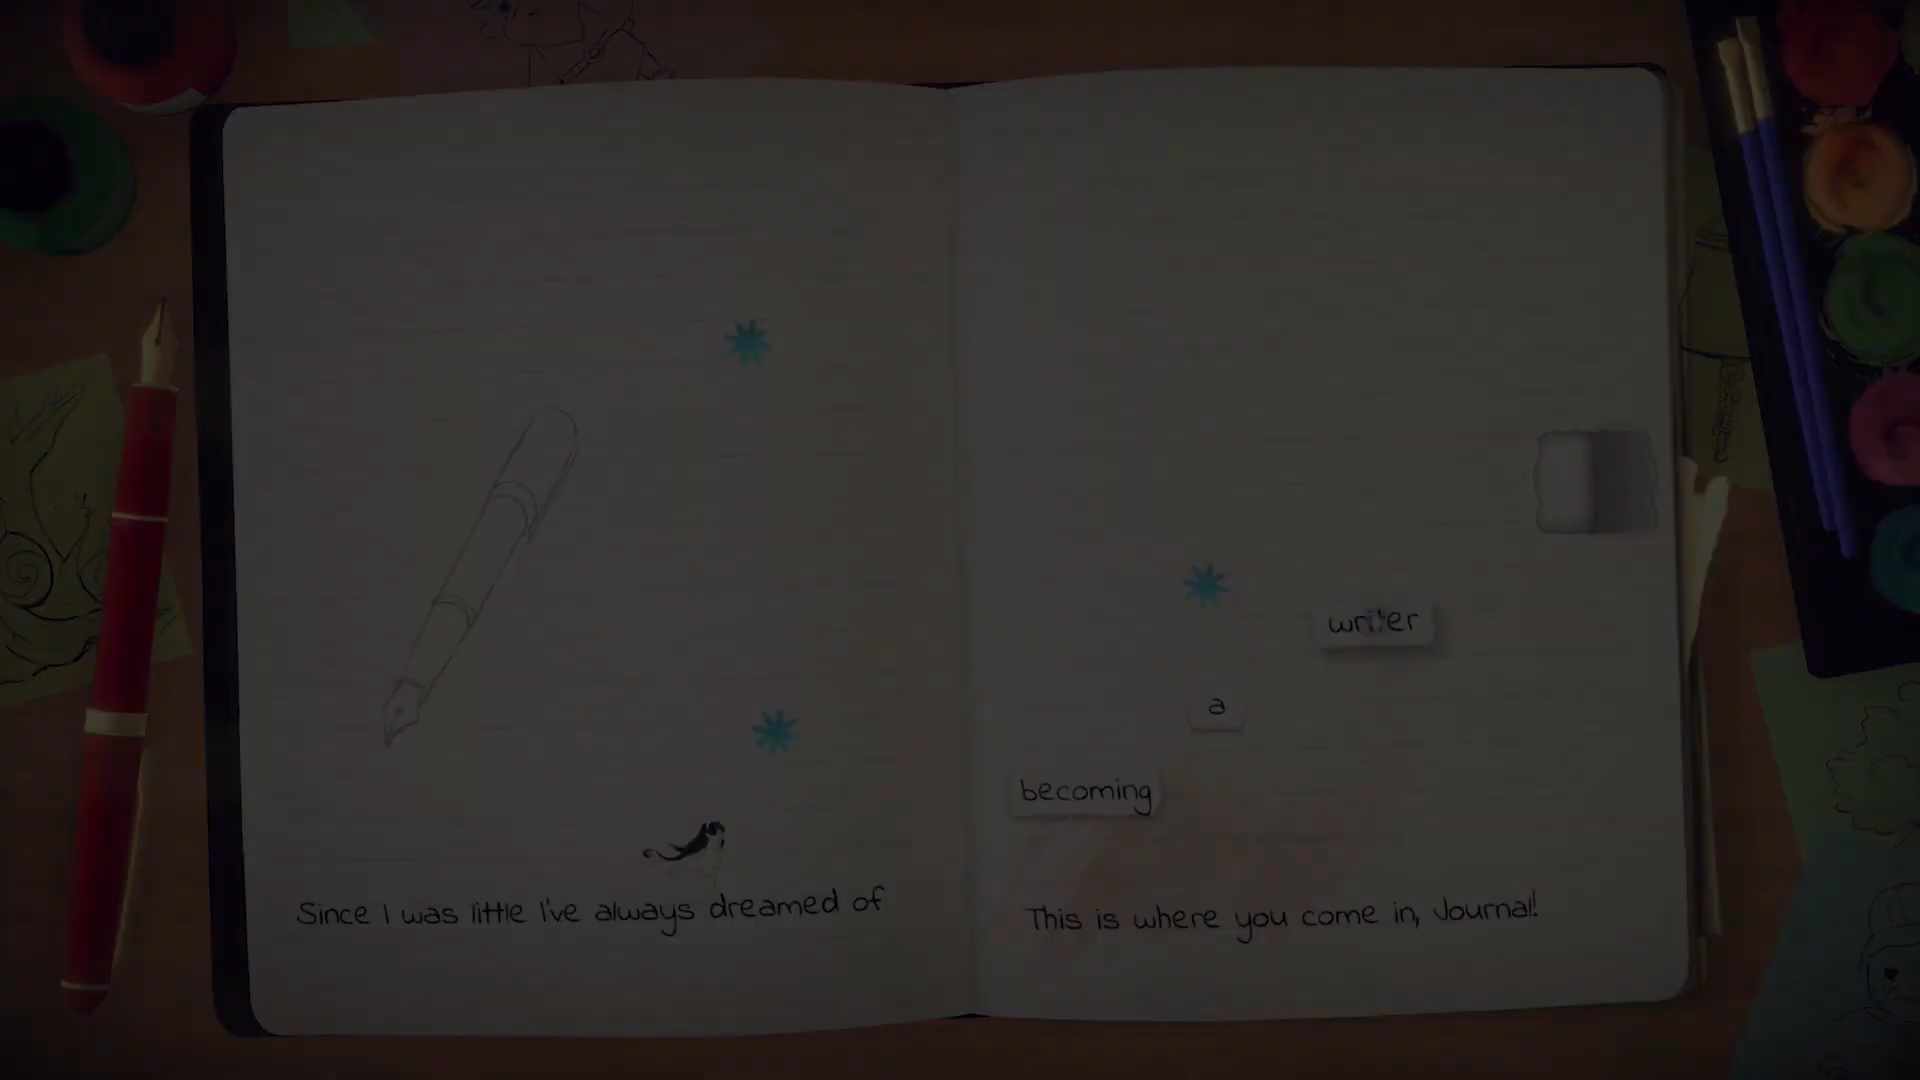 Since I was little I've always dreamed of
writer
a
becoming
This is where you come in, Journal!